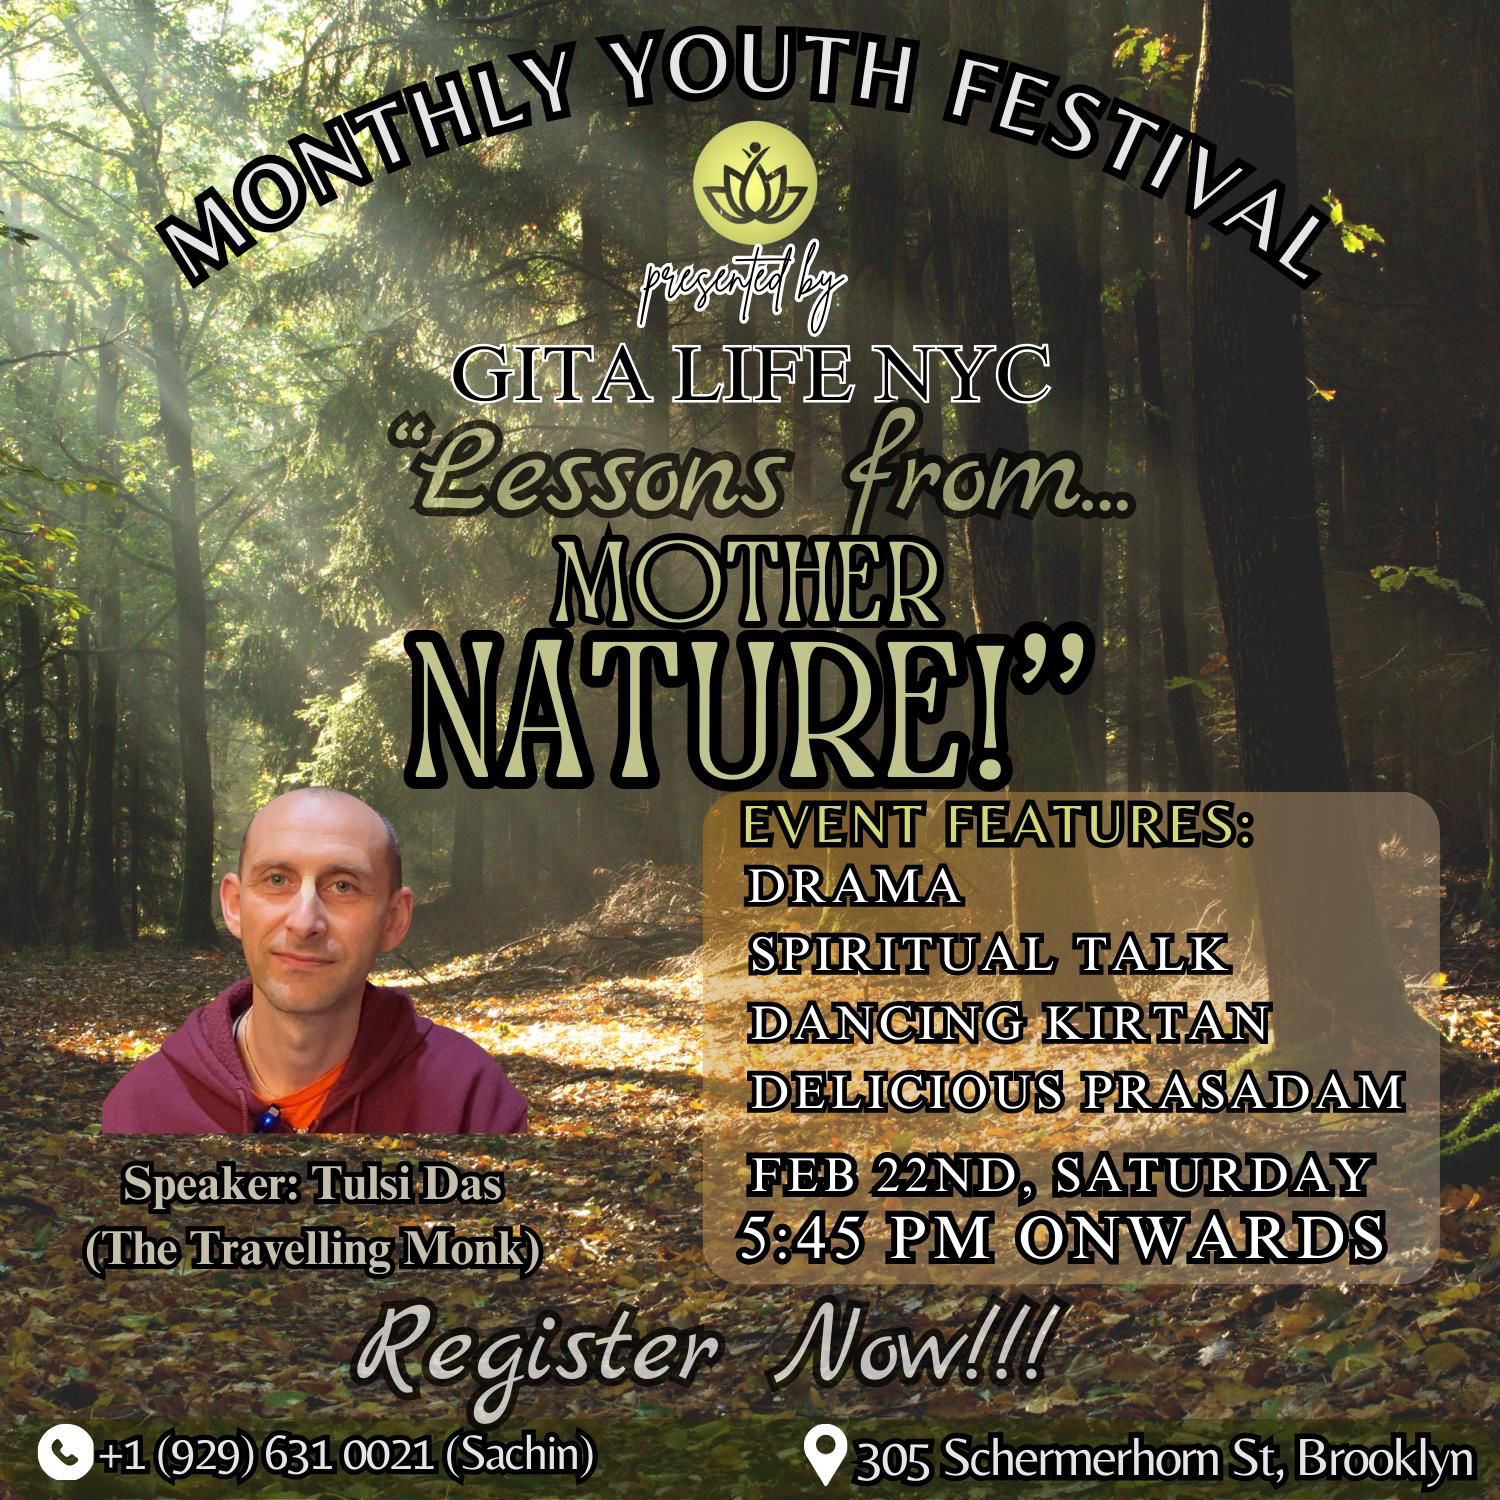 MONTHLY YOUTH FESTIVAL
presented by
GITA LIFE NYC
“Lessons from...
MOTHER
NATURE!”
EVENT FEATURES:
DRAMA
SPIRITUAL TALK
DANCING KIRTAN
DELICIOUS PRASADAM
FEB 22ND, SATURDAY
5:45 PM ONWARDS
Speaker: Tulsi Das
(The Travelling Monk)
Register Now!!!
+1 (929) 631 0021 (Sachin)
305 Schermerhorn St, Brooklyn